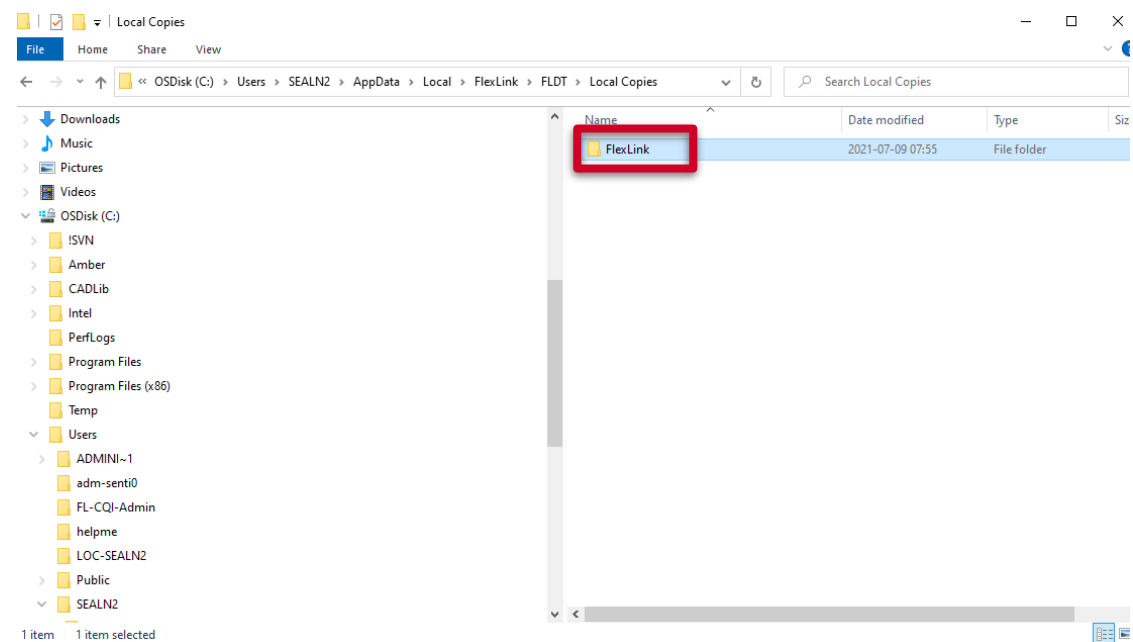 Local Copies
File Home Share View
« OSDisk (C:) › Users › SEALN2 › AppData › Local › FlexLink › FLDT › Local Copies
Search Local Copies
Downloads
Music
Pictures
Videos
OSDisk (C:)
!SVN
Amber
CADLib
Intel
PerfLogs
Program Files
Program Files (x86)
Temp
Users
ADMINI~1
adm-senti0
FL-CQI-Admin
helpme
LOC-SEALN2
Public
SEALN2
Name Date modified Type Siz
FlexLink 2021-07-09 07:55 File folder
1 item 1 item selected